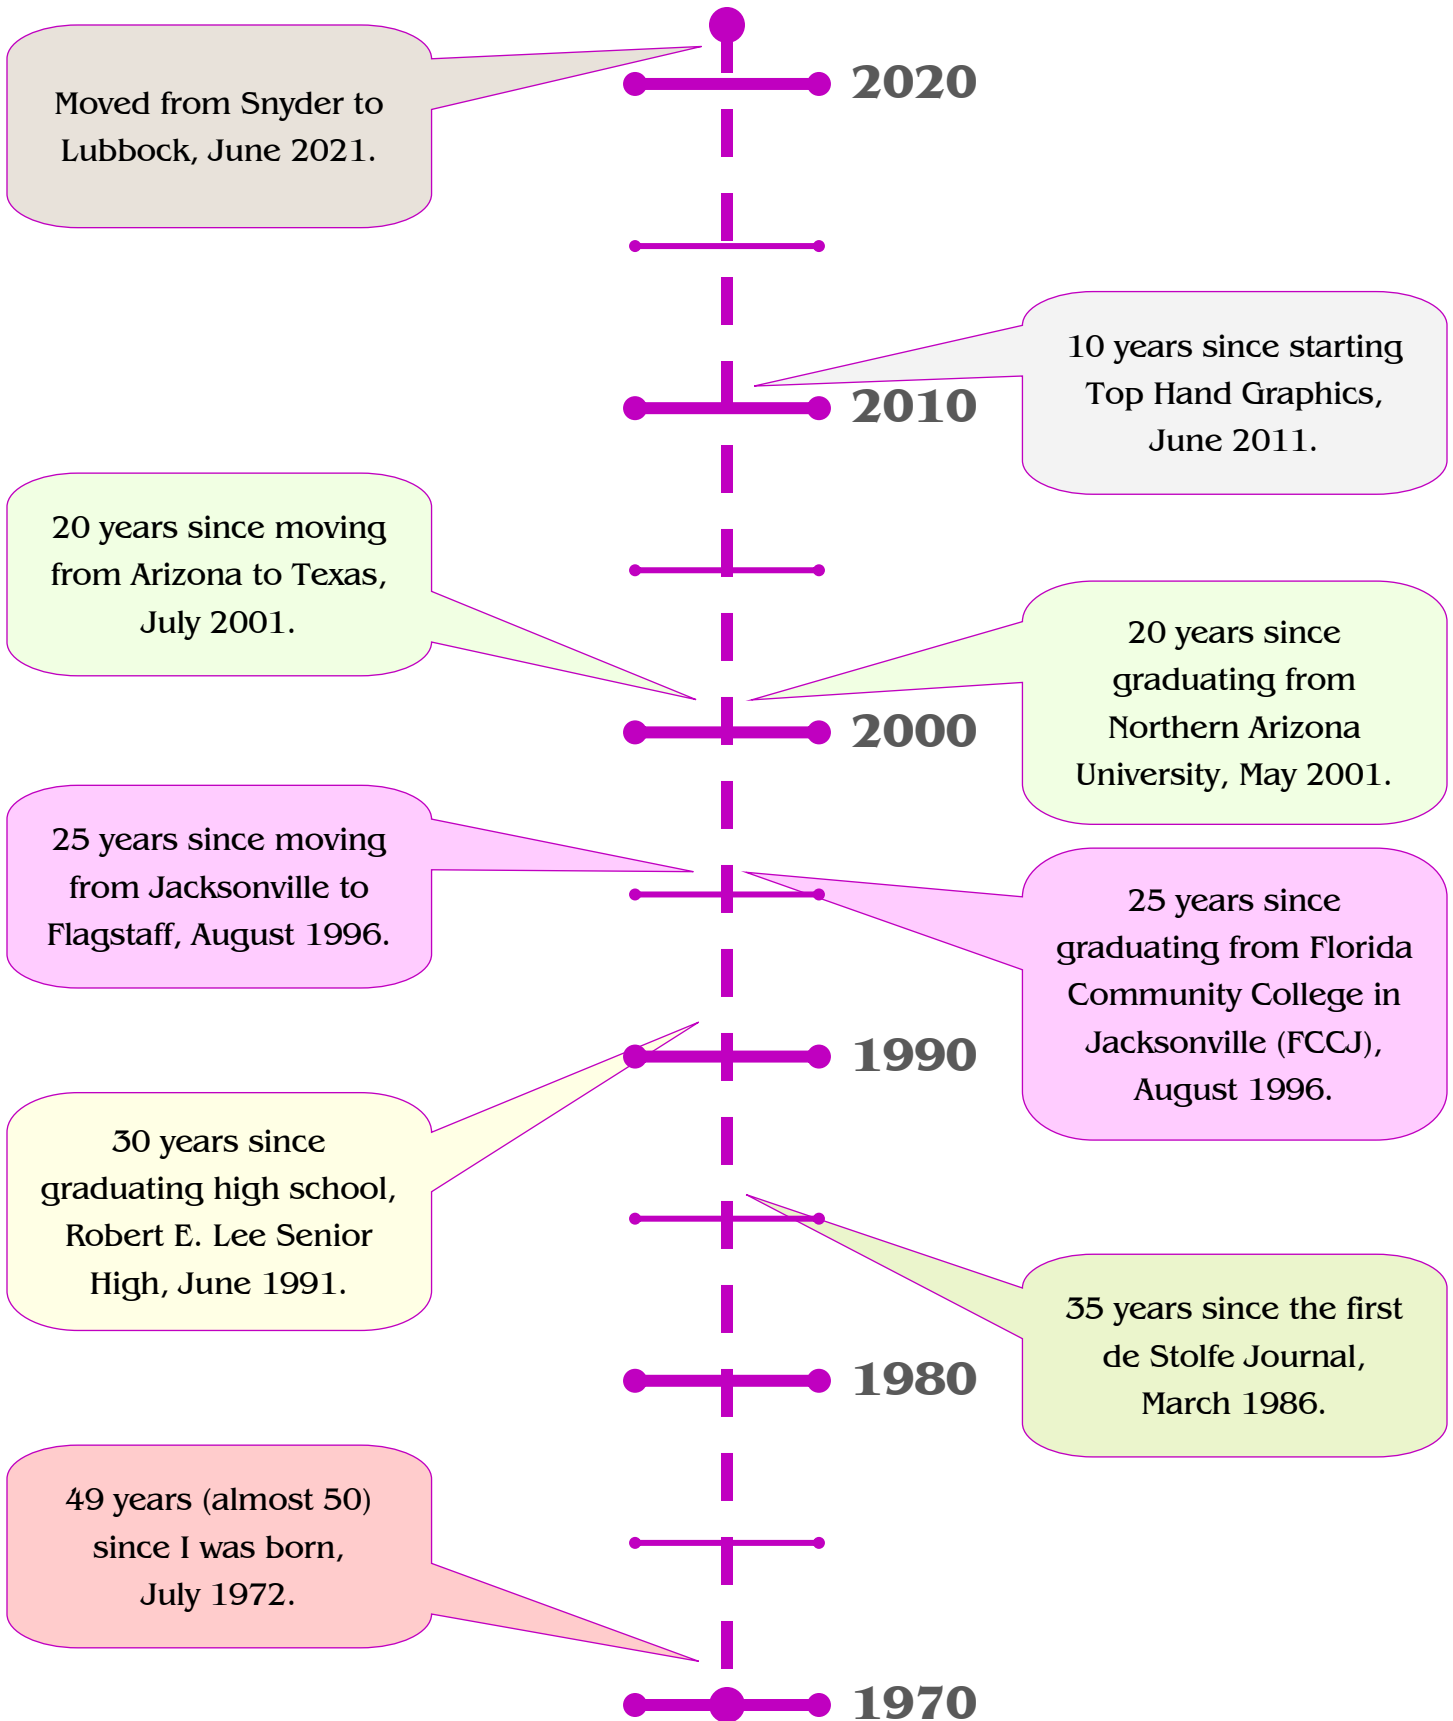 2020
Moved from Snyder to
Lubbock, June 2021.
10 years since starting
Top Hand Graphics,
June 2011.
2010
20 years since moving
from Arizona to Texas,
July 2001.
20 years since
graduating from
Northern Arizona
University, May 2001.
2000
25 years since moving
from Jacksonville to
Flagstaff, August 1996.
25 years since
graduating from Florida
Community College in
Jacksonville (FCCJ),
August 1996.
1990
30 years since
graduating high school,
Robert E. Lee Senior
High, June 1991.
35 years since the first
de Stolfe Journal,
March 1986.
1980
49 years (almost 50)
since I was born,
July 1972.
1970